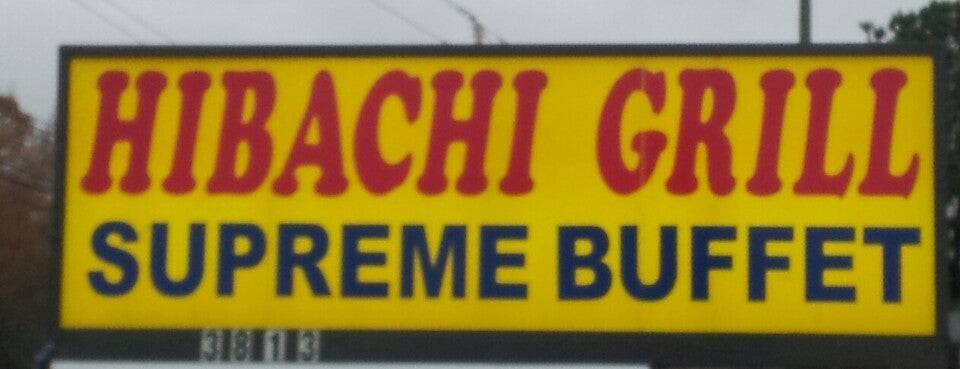 HIBACHI GRILL
SUPREME BUFFET
3813